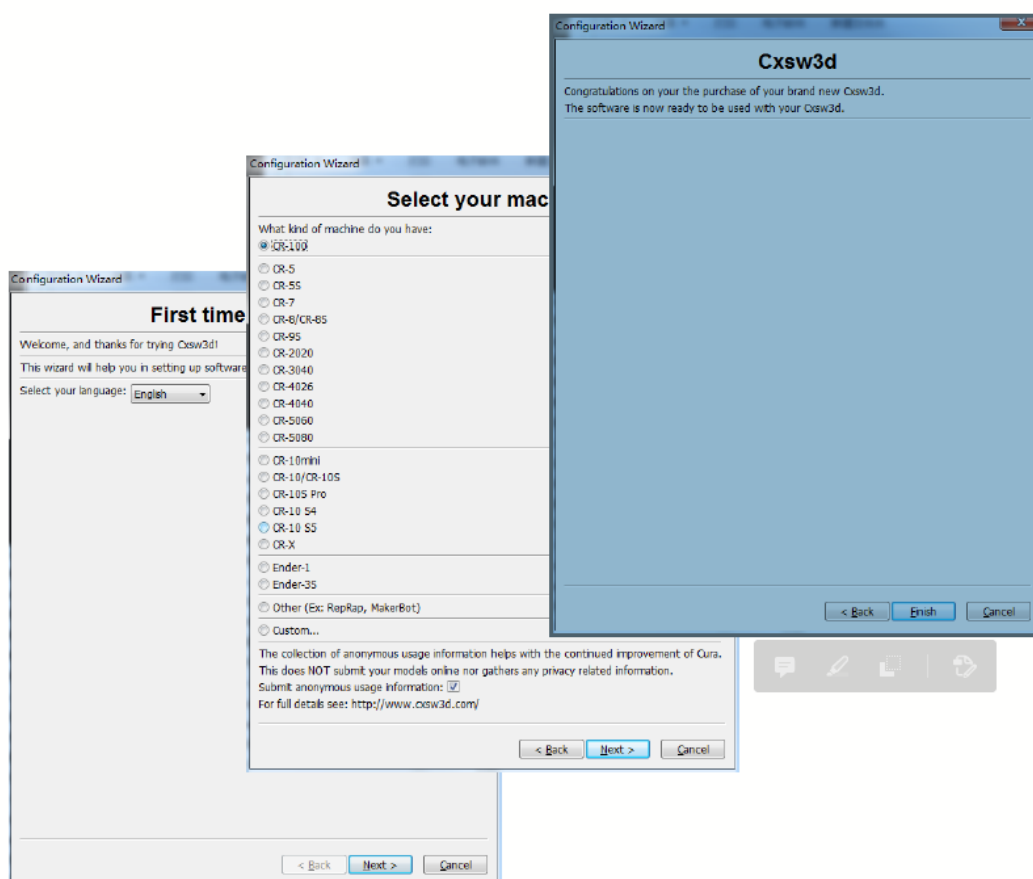 Configuration Wizard
First time
Welcome, and thanks for trying Cxsw3d!
This wizard will help you in setting up software
Select your language: English
< Back Next > Cancel
Configuration Wizard
Select your mac
What kind of machine do you have:
CR-100
CR-5
CR-5S
CR-7
CR-8/CR-8S
CR-9S
CR-2020
CR-3040
CR-4026
CR-4040
CR-5060
CR-5080
CR-10mini
CR-10/CR-10S
CR-10S Pro
CR-10 S4
CR-10 S5
CR-X
Ender-1
Ender-3S
Other (Ex: RepRap, MakerBot)
Custom...
The collection of anonymous usage information helps with the continued improvement of Cura.
This does NOT submit your models online nor gathers any privacy related information.
Submit anonymous usage information:
For full details see: http://www.cxsw3d.com/
< Back Next > Cancel
Configuration Wizard
Cxsw3d
Congratulations on your the purchase of your brand new Cxsw3d.
The software is now ready to be used with your Cxsw3d.
< Back Finish Cancel